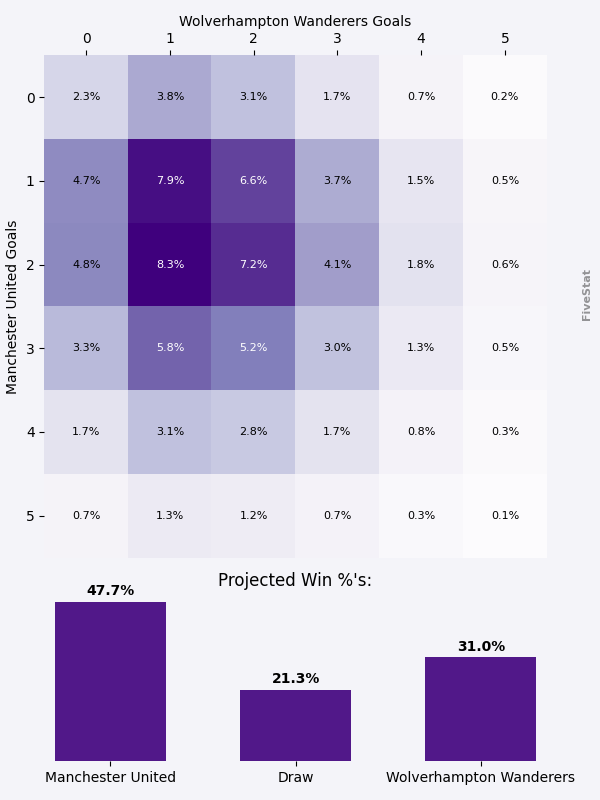 Wolverhampton Wanderers Goals
0 1 2 3 4 5
Manchester United Goals
0 2.3% 3.8% 3.1% 1.7% 0.7% 0.2%
1 4.7% 7.9% 6.6% 3.7% 1.5% 0.5%
2 4.8% 8.3% 7.2% 4.1% 1.8% 0.6%
3 3.3% 5.8% 5.2% 3.0% 1.3% 0.5%
4 1.7% 3.1% 2.8% 1.7% 0.8% 0.3%
5 0.7% 1.3% 1.2% 0.7% 0.3% 0.1%
FiveStat
Projected Win %'s:
47.7% 21.3% 31.0%
Manchester United Draw Wolverhampton Wanderers